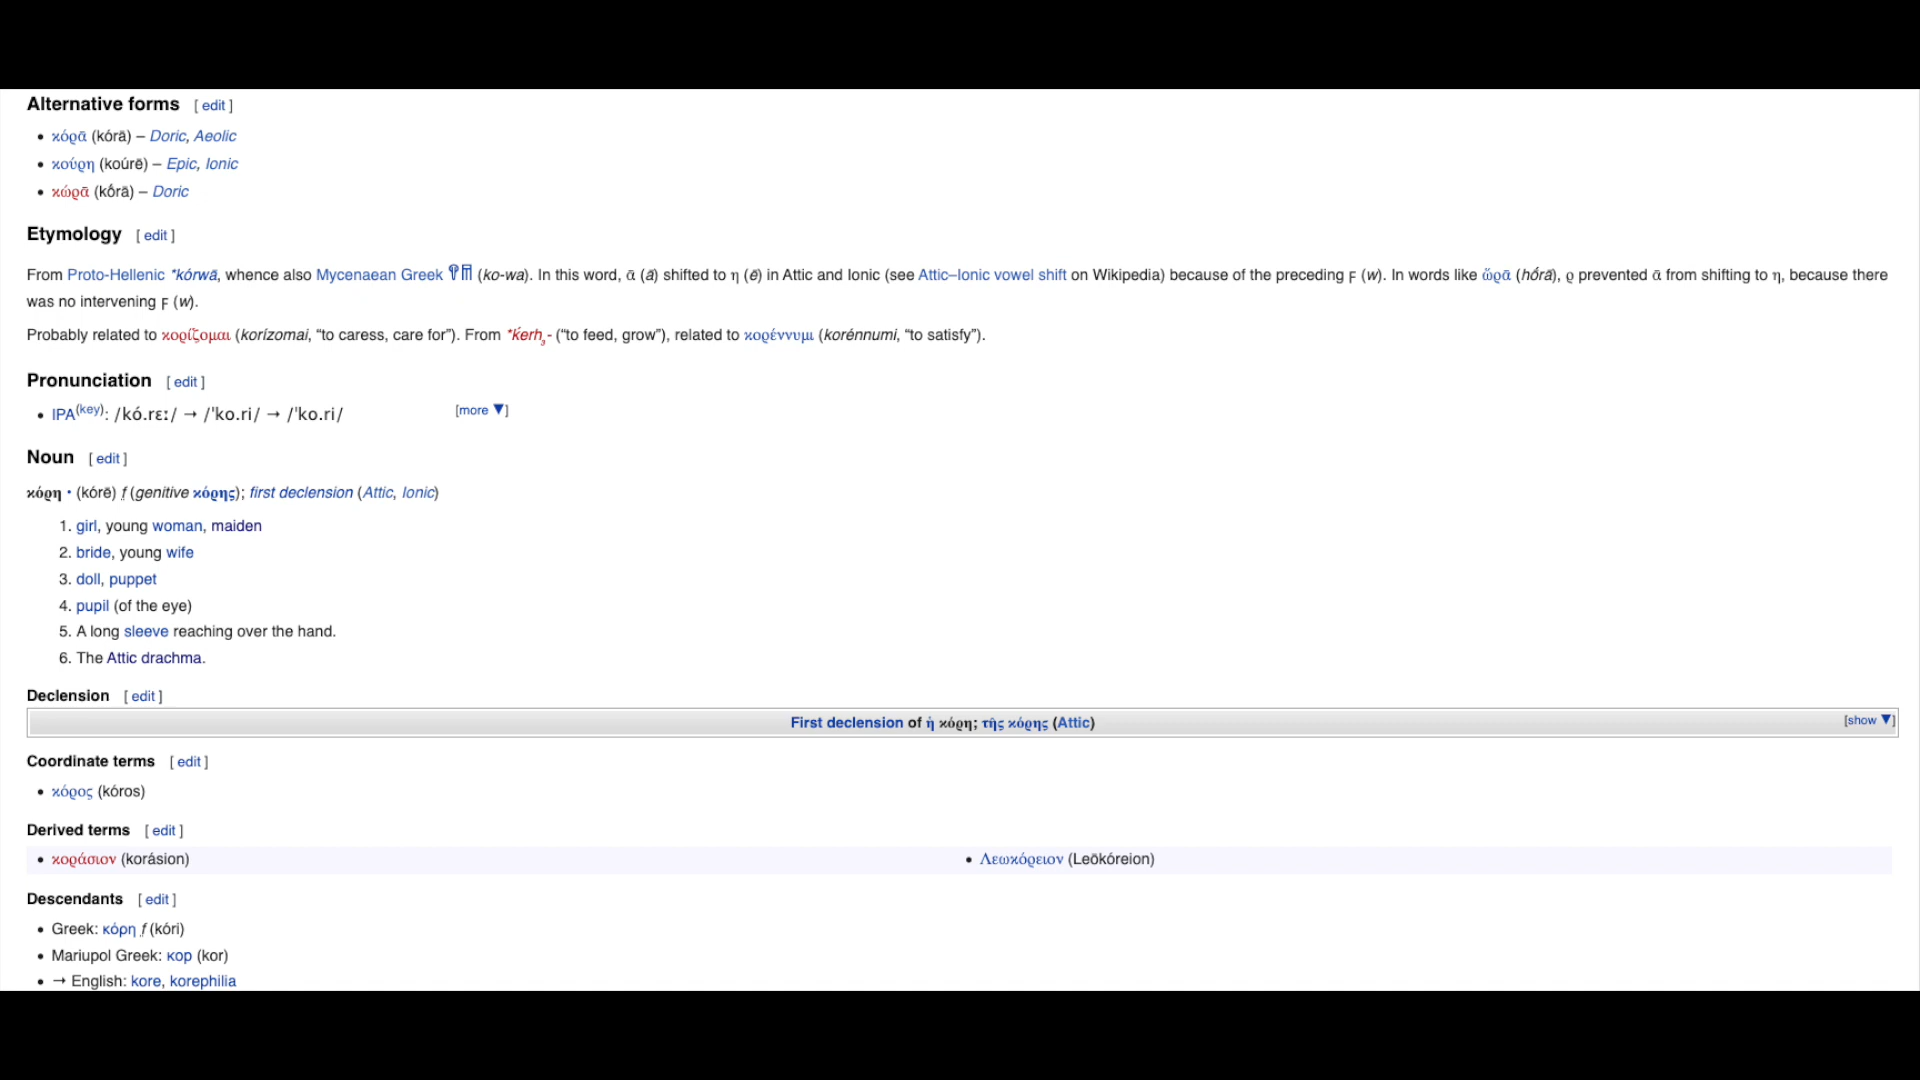 Alternative forms [ edit ]
• κόρᾱ (kórā) – Doric, Aeolic
• κούρη (koúrē) – Epic, Ionic
• κώρᾱ (kṓrā) – Doric
Etymology [ edit ]
From Proto-Hellenic *kórwā, whence also Mycenaean Greek 𐀒𐀷 (ko-wa). In this word, ᾱ (ā) shifted to η (ē) in Attic and Ionic (see Attic–Ionic vowel shift on Wikipedia) because of the preceding ϝ (w). In words like ὥρᾱ (hṓrā), ρ prevented ᾱ from shifting to η, because there
was no intervening ϝ (w).
Probably related to κορίζομαι (korízomai, “to caress, care for”). From *ḱerh₃- (“to feed, grow”), related to κορέννυμι (korénnumi, “to satisfy”).
Pronunciation [ edit ]
• IPA(key): /kó.rɛː/ → /ˈko.ri/ → /ˈko.ri/ [more ▼]
Noun [ edit ]
κόρη • (kórē) f (genitive κόρης); first declension (Attic, Ionic)
1. girl, young woman, maiden
2. bride, young wife
3. doll, puppet
4. pupil (of the eye)
5. A long sleeve reaching over the hand.
6. The Attic drachma.
Declension [ edit ]
First declension of ἡ κόρη; τῆς κόρης (Attic) [show ▼]
Coordinate terms [ edit ]
• κόρος (kóros)
Derived terms [ edit ]
• κοράσιον (korásion) • Λεωκόρειον (Leōkóreion)
Descendants [ edit ]
• Greek: κόρη f (kóri)
• Mariupol Greek: κορ (kor)
• → English: kore, korephilia